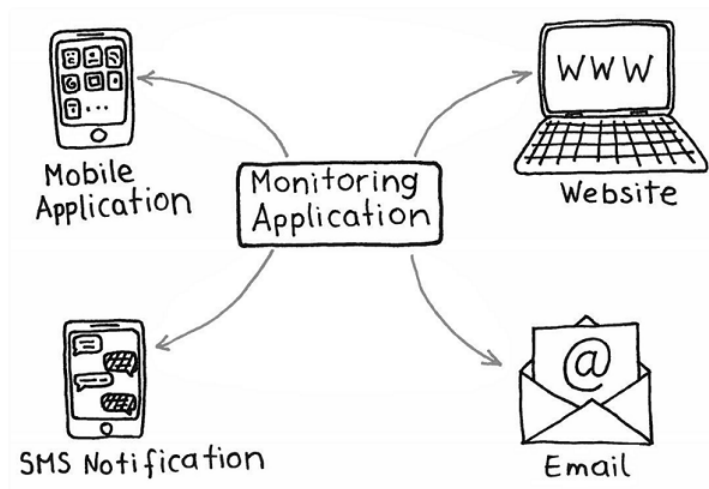 WWW
Mobile
Application
Monitoring
Application
Website
@
SMS Notification
Email